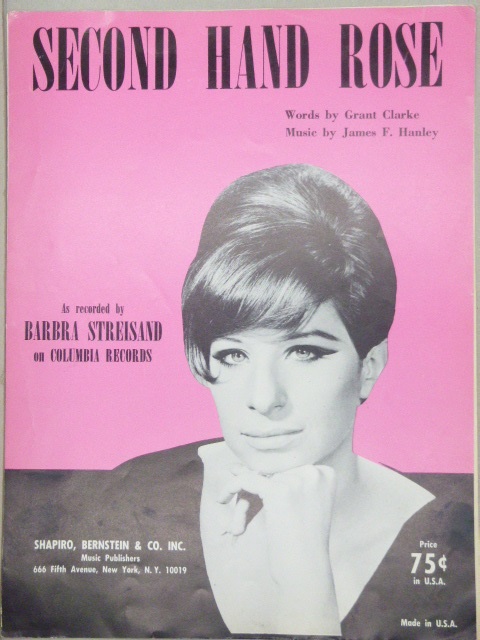 SECOND HAND ROSE
Words by Grant Clarke
Music by James F. Hanley
As recorded by
BARBRA STREISAND
on COLUMBIA RECORDS
SHAPIRO, BERNSTEIN & CO. INC.
Music Publishers
666 Fifth Avenue, New York, N. Y. 10019
Price
75¢
in U.S.A.
Made in U.S.A.